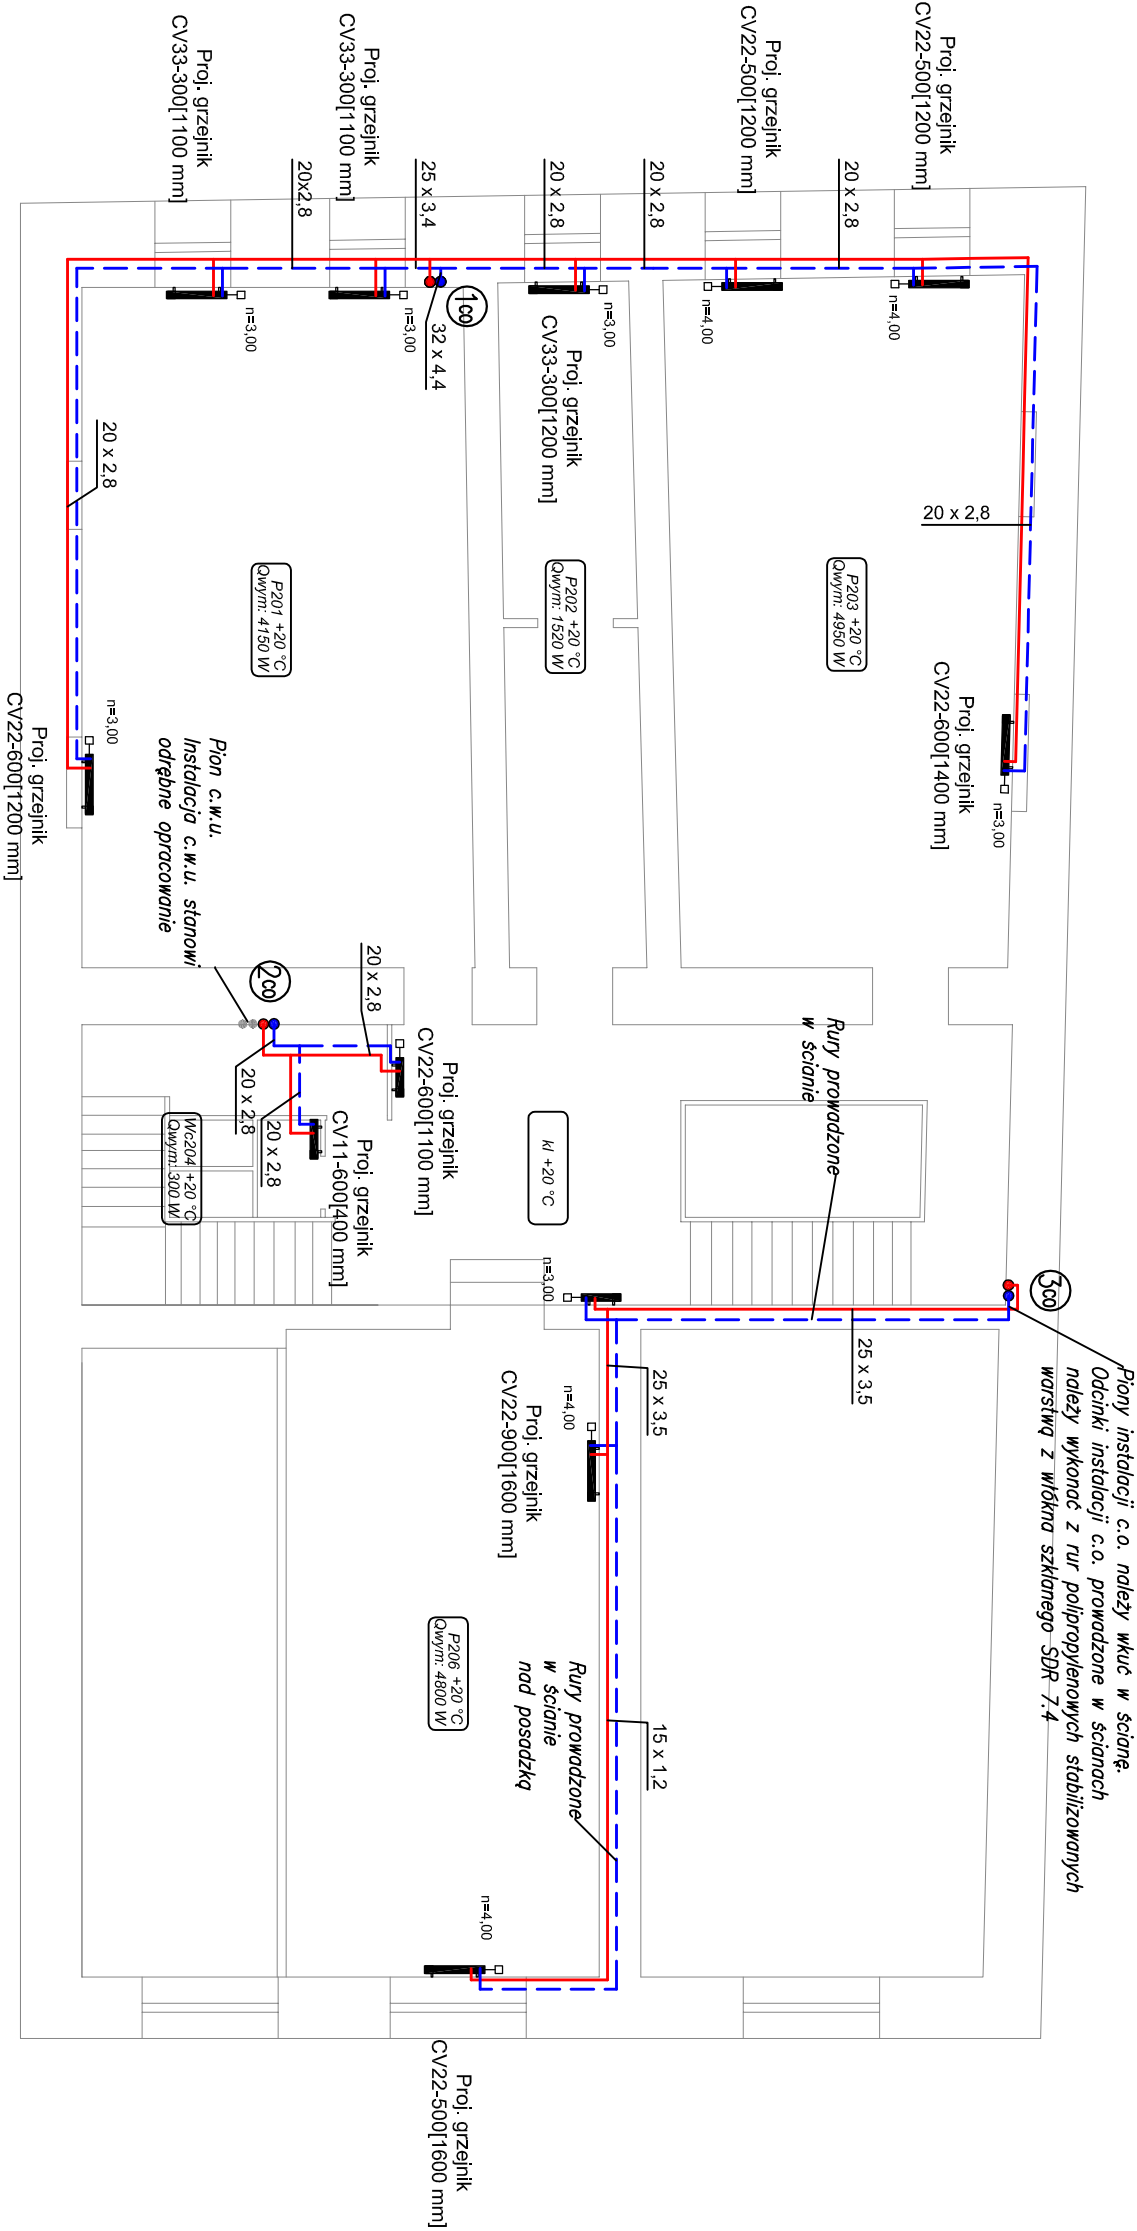 Proj. grzejnik
CV33-300[1100 mm]
Proj. grzejnik
CV33-300[1100 mm]
Proj. grzejnik
CV22-500[1200 mm]
Proj. grzejnik
CV22-500[1200 mm]
20x2,8
25 x 3,4
20 x 2,8
20 x 2,8
20 x 2,8
n=3,00
n=3,00
1co
32 x 4,4
n=3,00
n=4,00
n=4,00
Proj. grzejnik
CV33-300[1200 mm]
20 x 2,8
20 x 2,8
P201 +20 °C
Qwym: 4150 W
P202 +20 °C
Qwym: 1520 W
P203 +20 °C
Qwym: 4950 W
Proj. grzejnik
CV22-600[1400 mm]
n=3,00
n=3,00
Proj. grzejnik
CV22-600[1200 mm]
Pion c.w.u.
Instalacja c.w.u. stanowi
odrębne opracowanie
2co
20 x 2,8
20 x 2,8
20 x 2,8
Proj. grzejnik
CV22-600[1100 mm]
Proj. grzejnik
CV11-600[400 mm]
Wc204 +20 °C
Qwym: 300 W
kl +20 °C
Rury prowadzone
w ścianie
n=3,00
3co
25 x 3,5
25 x 3,5
Piony instalacji c.o. należy wkuć w ścianę.
Odcinki instalacji c.o. prowadzone w ścianach
należy wykonać z rur polipropylenowych stabilizowanych
warstwą z włókna szklanego SDR 7.4
n=4,00
Proj. grzejnik
CV22-900[1600 mm]
P206 +20 °C
Qwym: 4800 W
Rury prowadzone
w ścianie
nad posadzką
15 x 1,2
n=4,00
Proj. grzejnik
CV22-500[1600 mm]